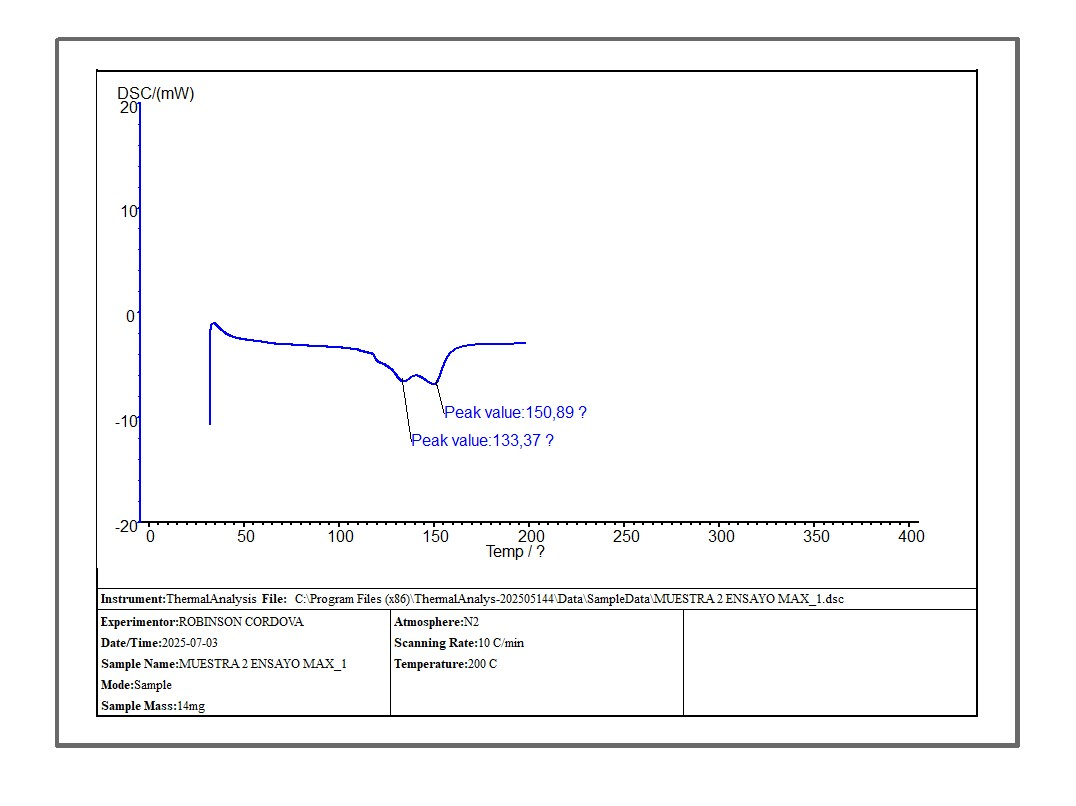 DSC/(mW)
20
10
0
-10
-20
Peak value:150,89 ?
Peak value:133,37 ?
0 50 100 150 200 250 300 350 400
Temp / ?
Instrument:ThermalAnalysis File: C:\Program Files (x86)\ThermalAnalys-202505144\Data\SampleData\MUESTRA 2 ENSAYO MAX_1.dsc
Experimentor:ROBINSON CORDOVA
Date/Time:2025-07-03
Sample Name:MUESTRA 2 ENSAYO MAX_1
Mode:Sample
Sample Mass:14mg
Atmosphere:N2
Scanning Rate:10 C/min
Temperature:200 C